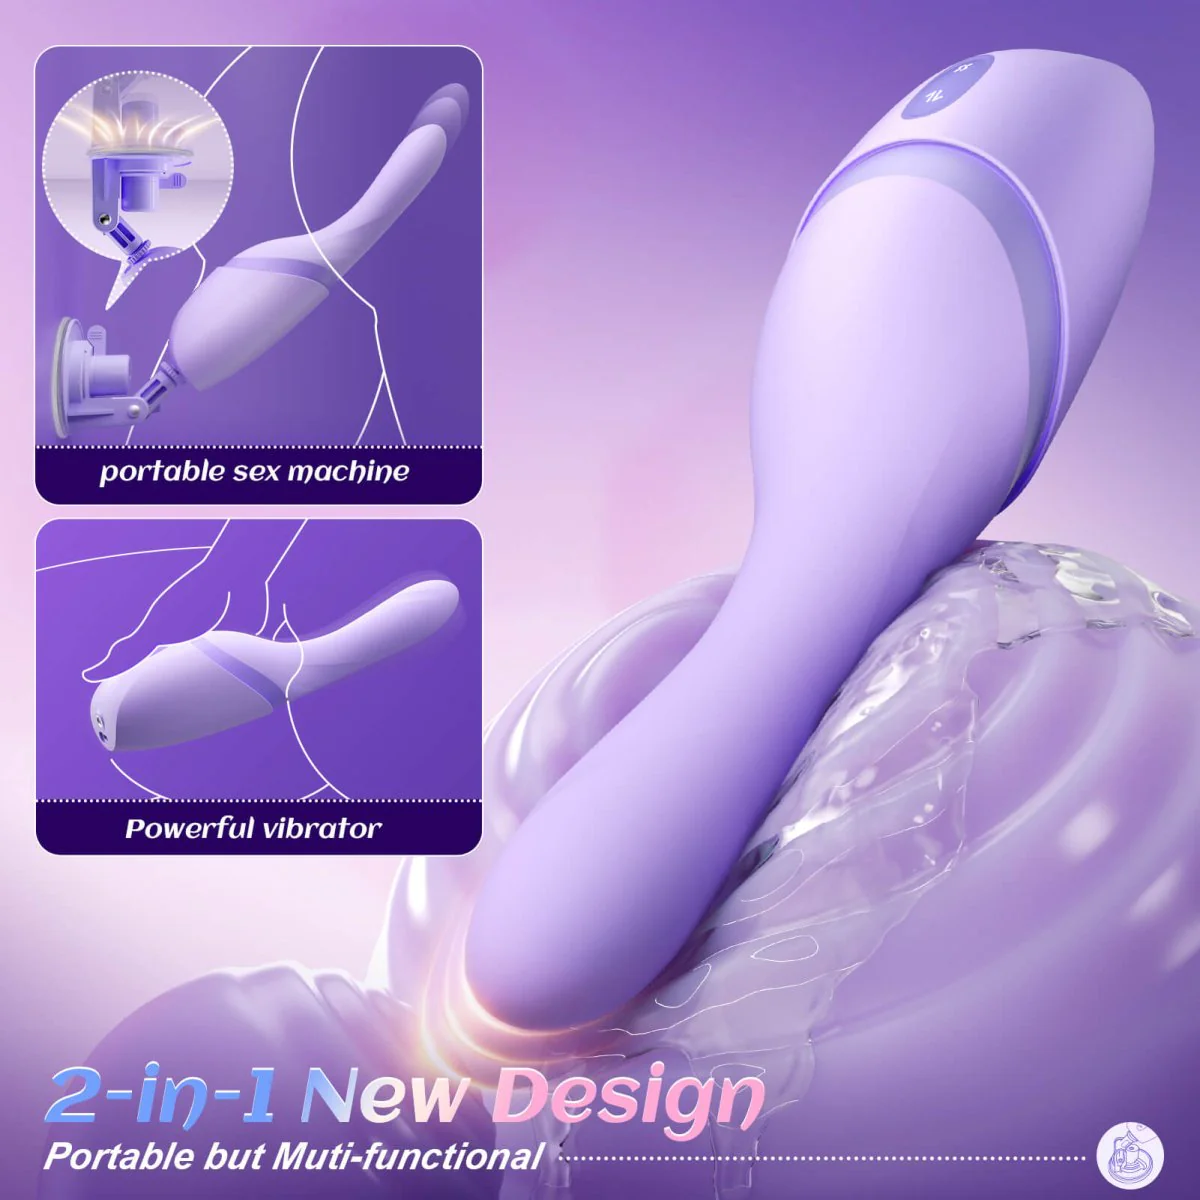 portable sex machine
Powerful vibrator
2-in-1 New Design
Portable but Muti-functional